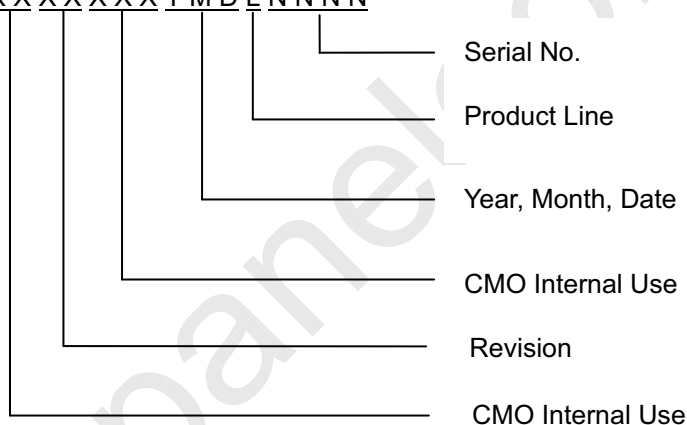 X X X X X X X Y M D L N N N N
Serial No.
Product Line
Year, Month, Date
CMO Internal Use
Revision
CMO Internal Use